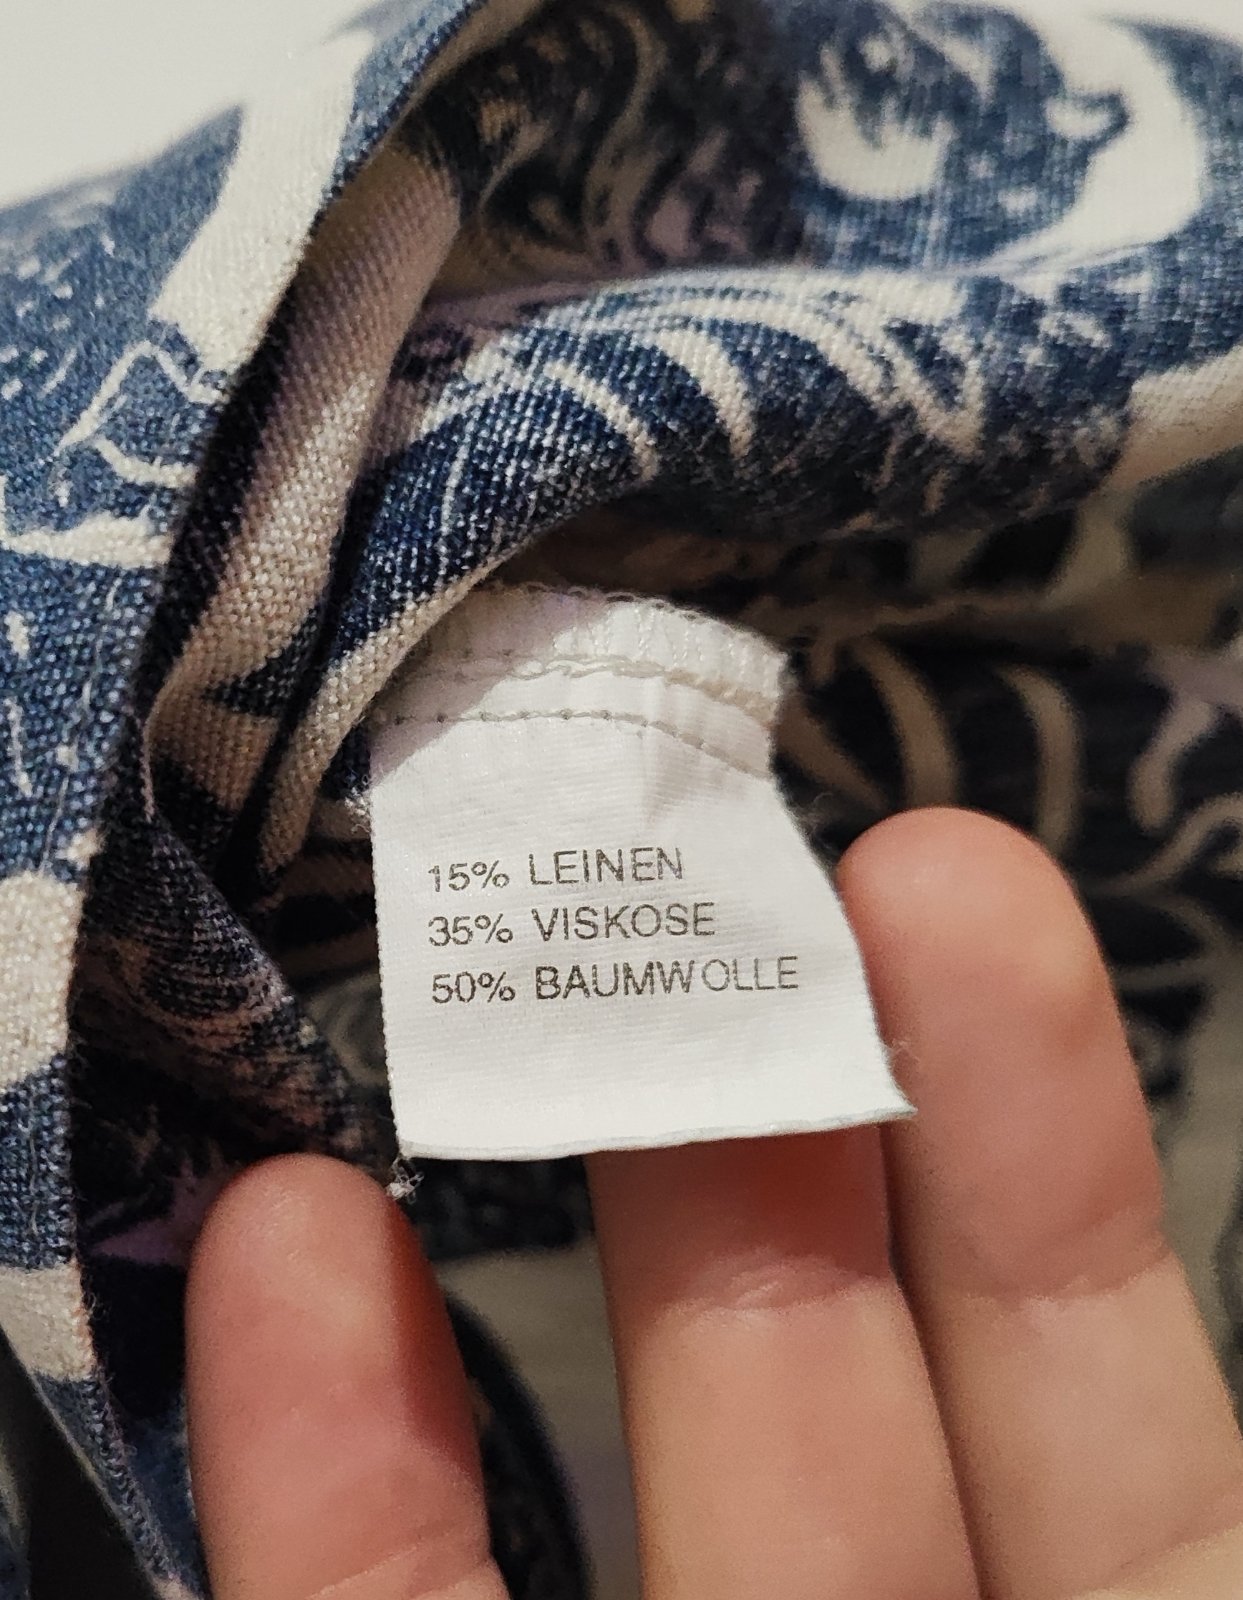 15% LEINEN
35% VISKOSE
50% BAUMWOLLE